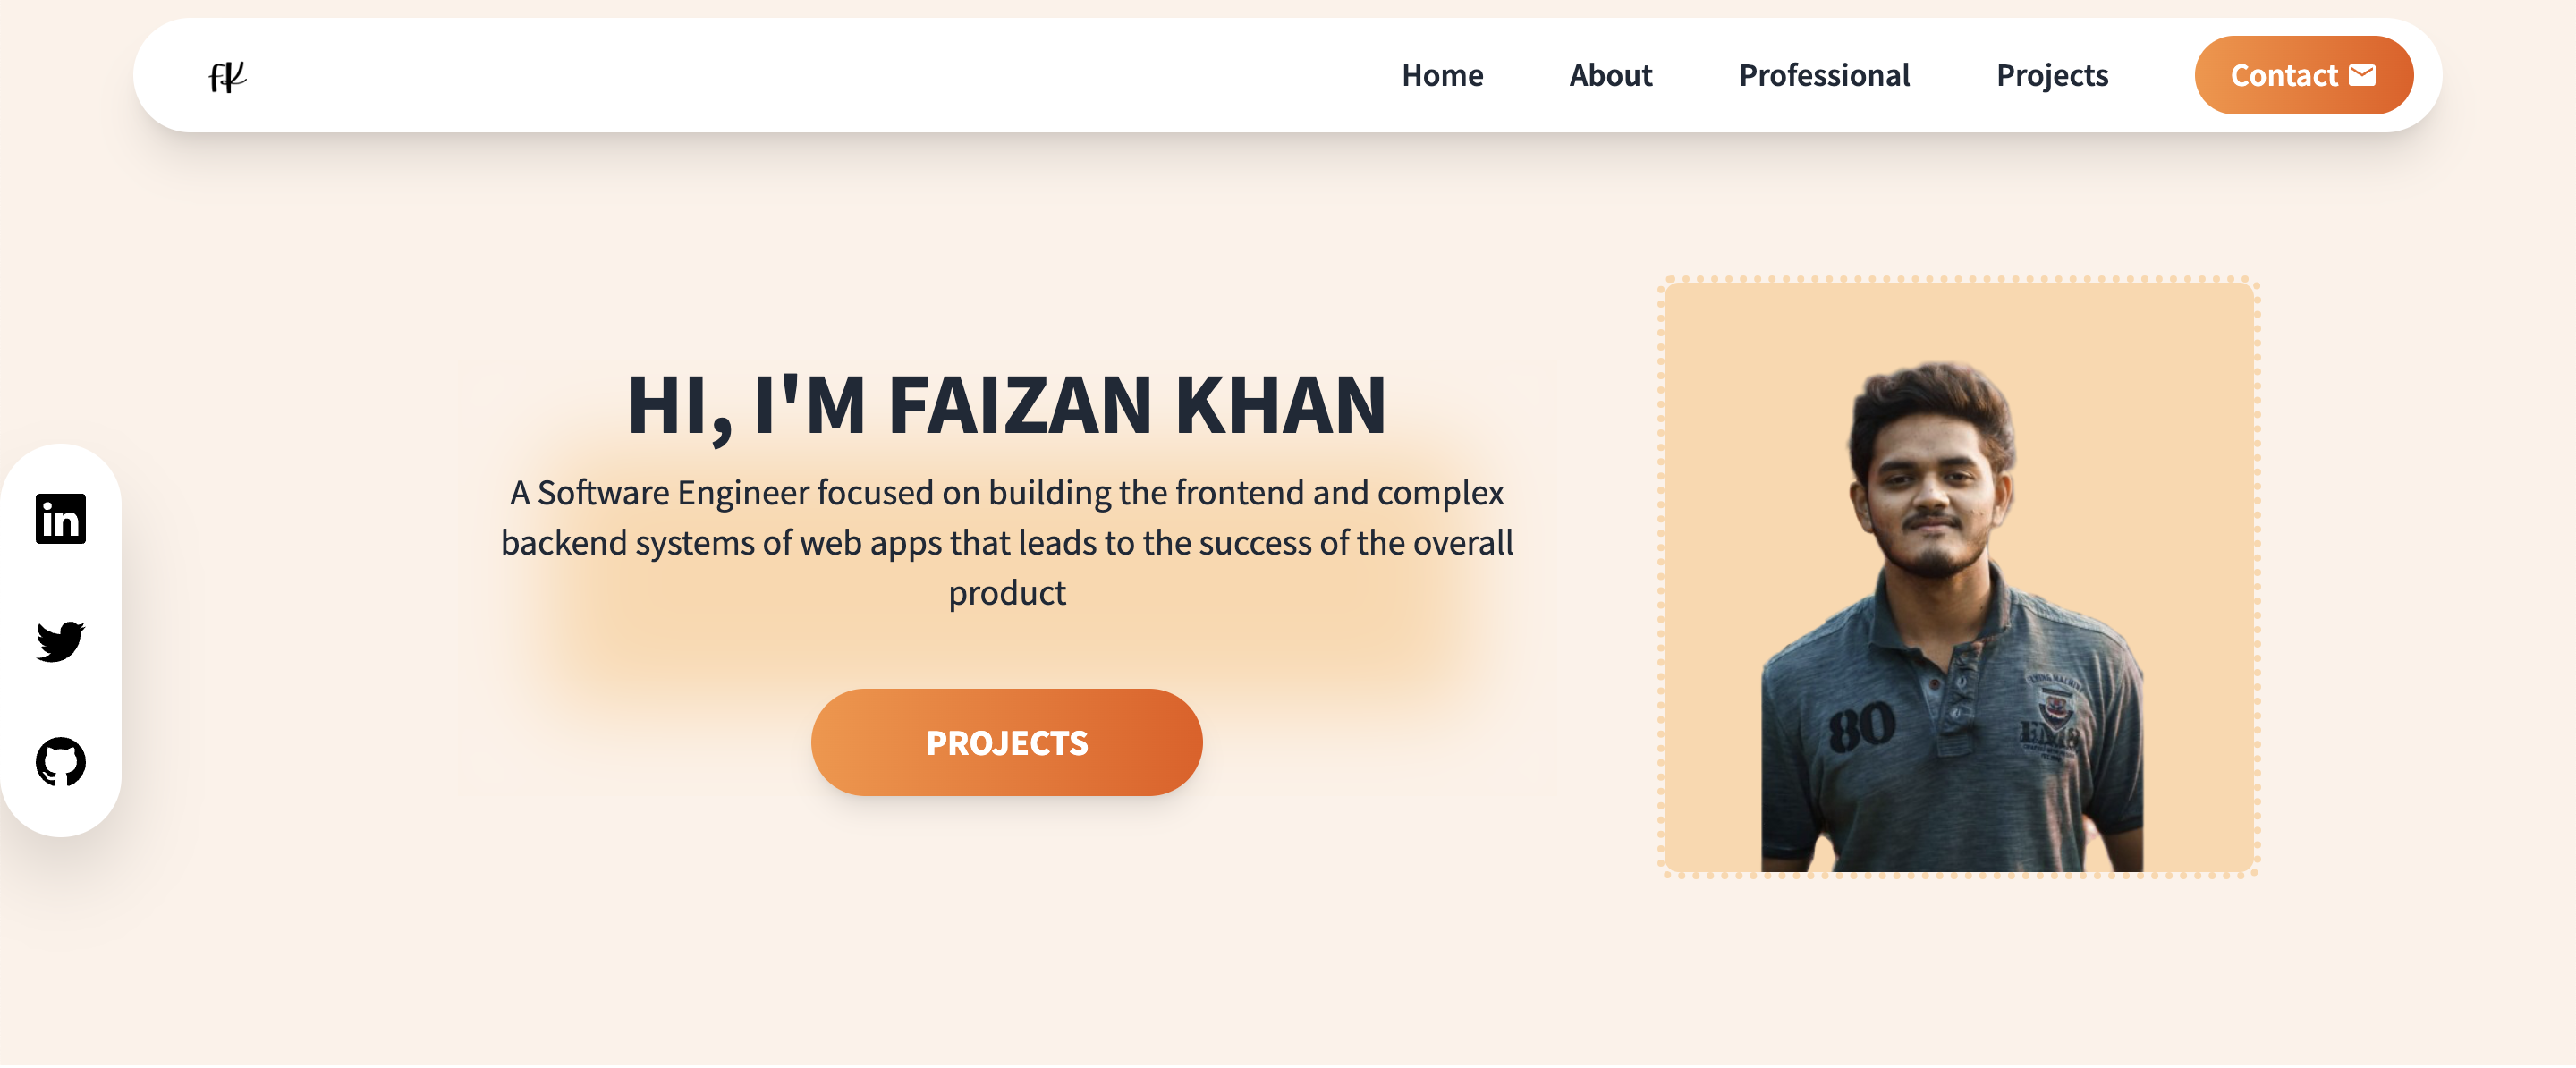 fK
Home About Professional Projects Contact
HI, I'M FAIZAN KHAN
A Software Engineer focused on building the frontend and complex
backend systems of web apps that leads to the success of the overall
product
PROJECTS
in
80